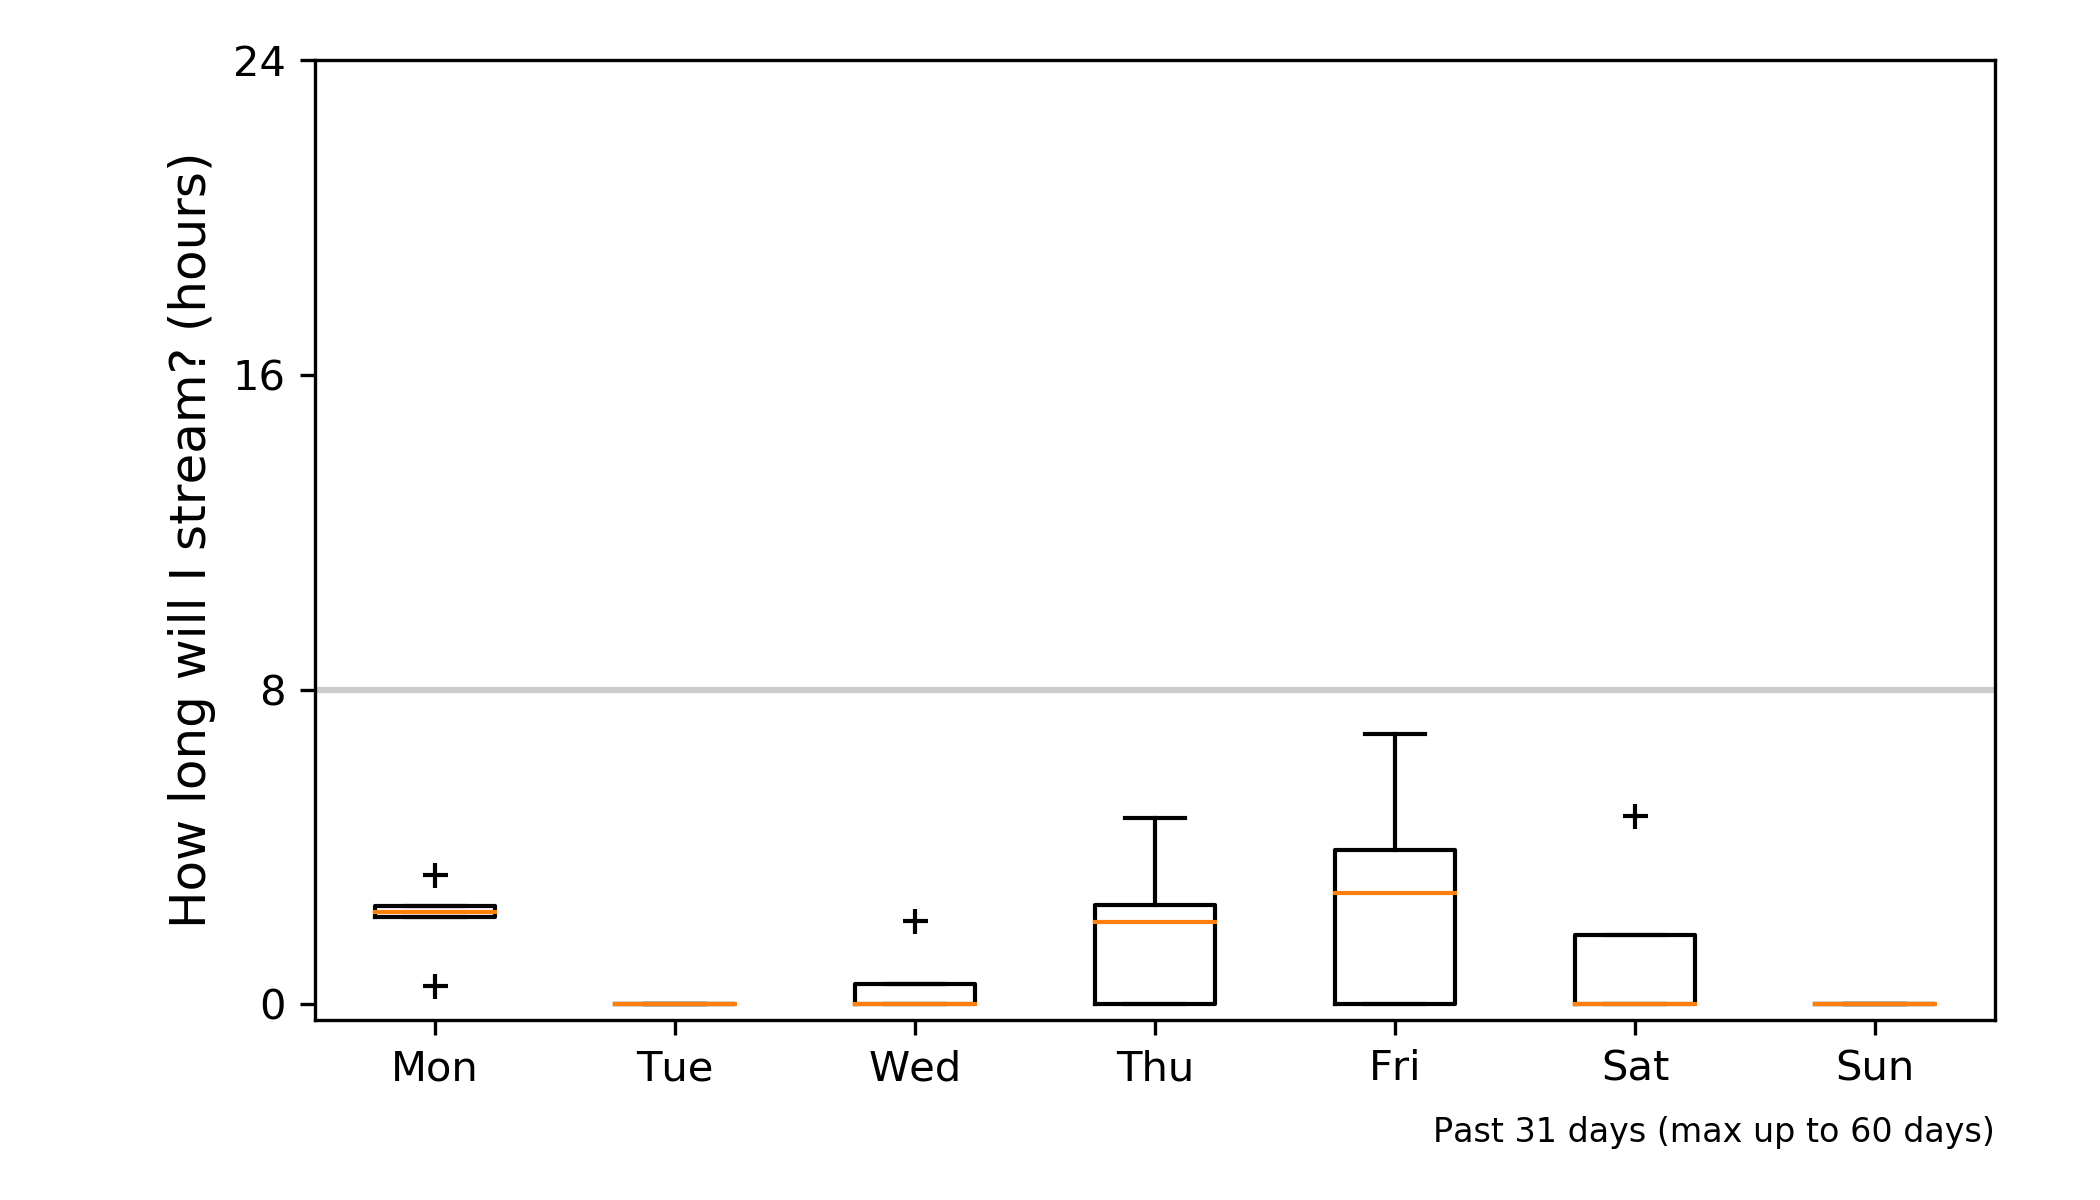 How long will I stream? (hours)
24
16
8
0
Mon Tue Wed Thu Fri Sat Sun
Past 31 days (max up to 60 days)